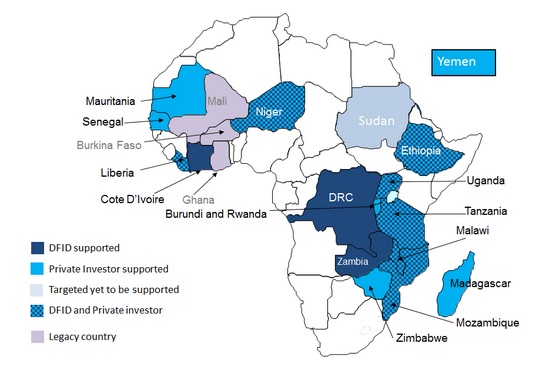 Yemen
Mauritania
Mali
Senegal
Niger
Sudan
Burkina Faso
Ethiopia
Liberia
Uganda
Cote D'Ivoire
Ghana
DRC
Burundi and Rwanda
Tanzania
Malawi
DFID supported
Zambia
Private Investor supported
Madagascar
Targeted yet to be supported
DFID and Private investor
Mozambique
Legacy country
Zimbabwe